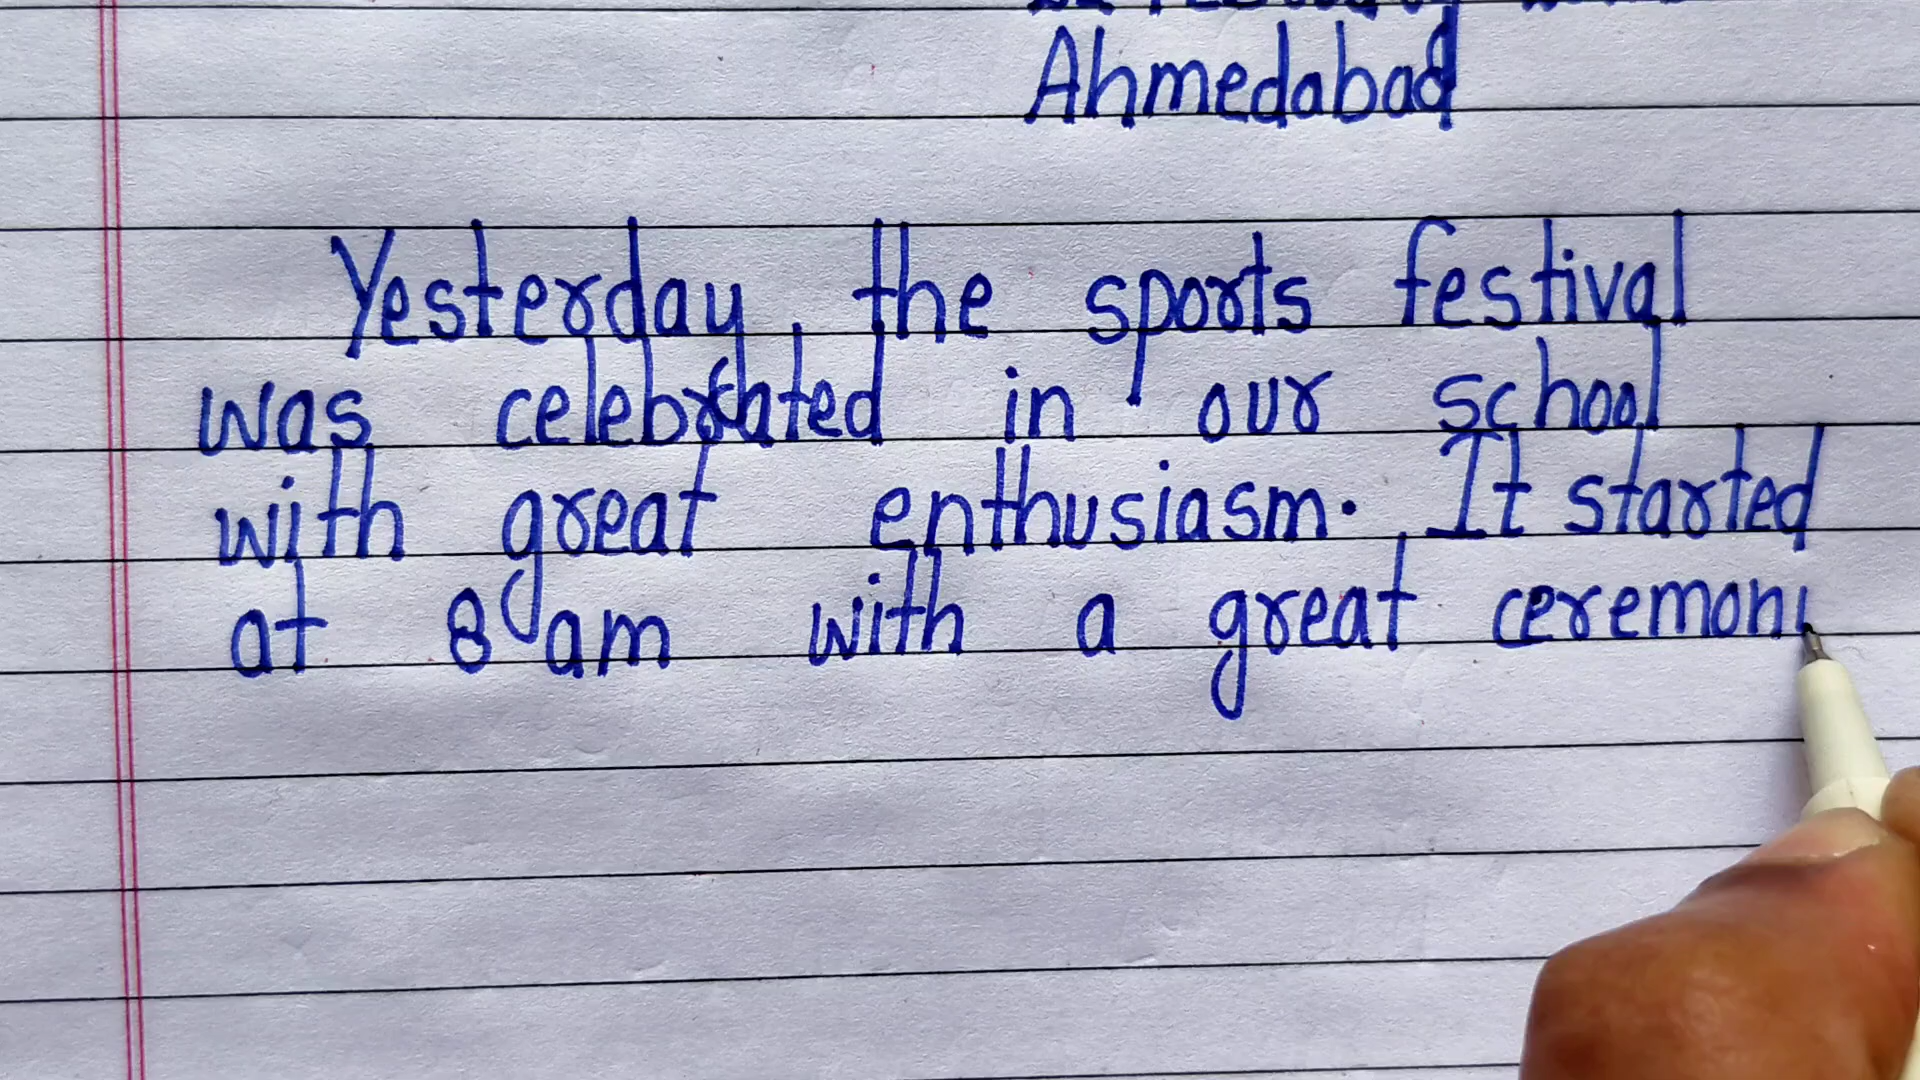 Ahmedabad
Yesterday, the sports festival
was celebrated in our school
with great enthusiasm. It started
at 8 am with a great